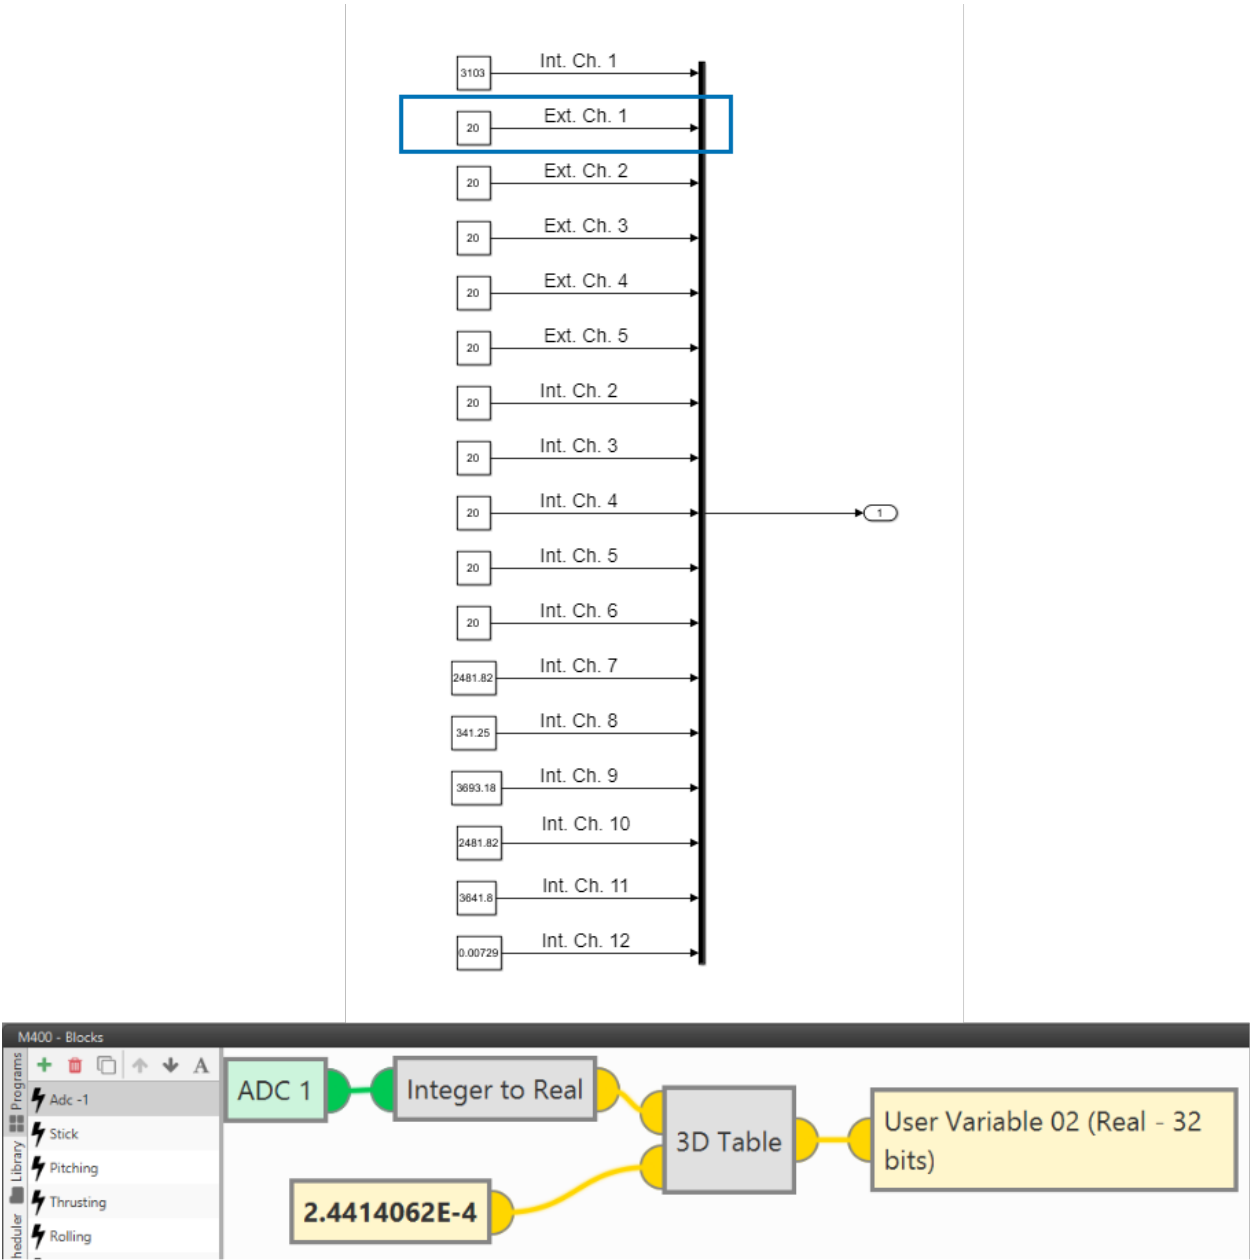 Int. Ch. 1
3103
Ext. Ch. 1
20
Ext. Ch. 2
20
Ext. Ch. 3
20
Ext. Ch. 4
20
Ext. Ch. 5
20
Int. Ch. 2
20
Int. Ch. 3
20
Int. Ch. 4
20
1
Int. Ch. 5
20
Int. Ch. 6
20
Int. Ch. 7
2481.82
Int. Ch. 8
341.25
Int. Ch. 9
3693.18
Int. Ch. 10
2481.82
Int. Ch. 11
3641.8
Int. Ch. 12
0.00729
M400 - Blocks
Programs
Library
heduler
A
Adc -1
Stick
Pitching
Thrusting
Rolling
ADC 1
Integer to Real
3D Table
User Variable 02 (Real - 32
bits)
2.4414062E-4